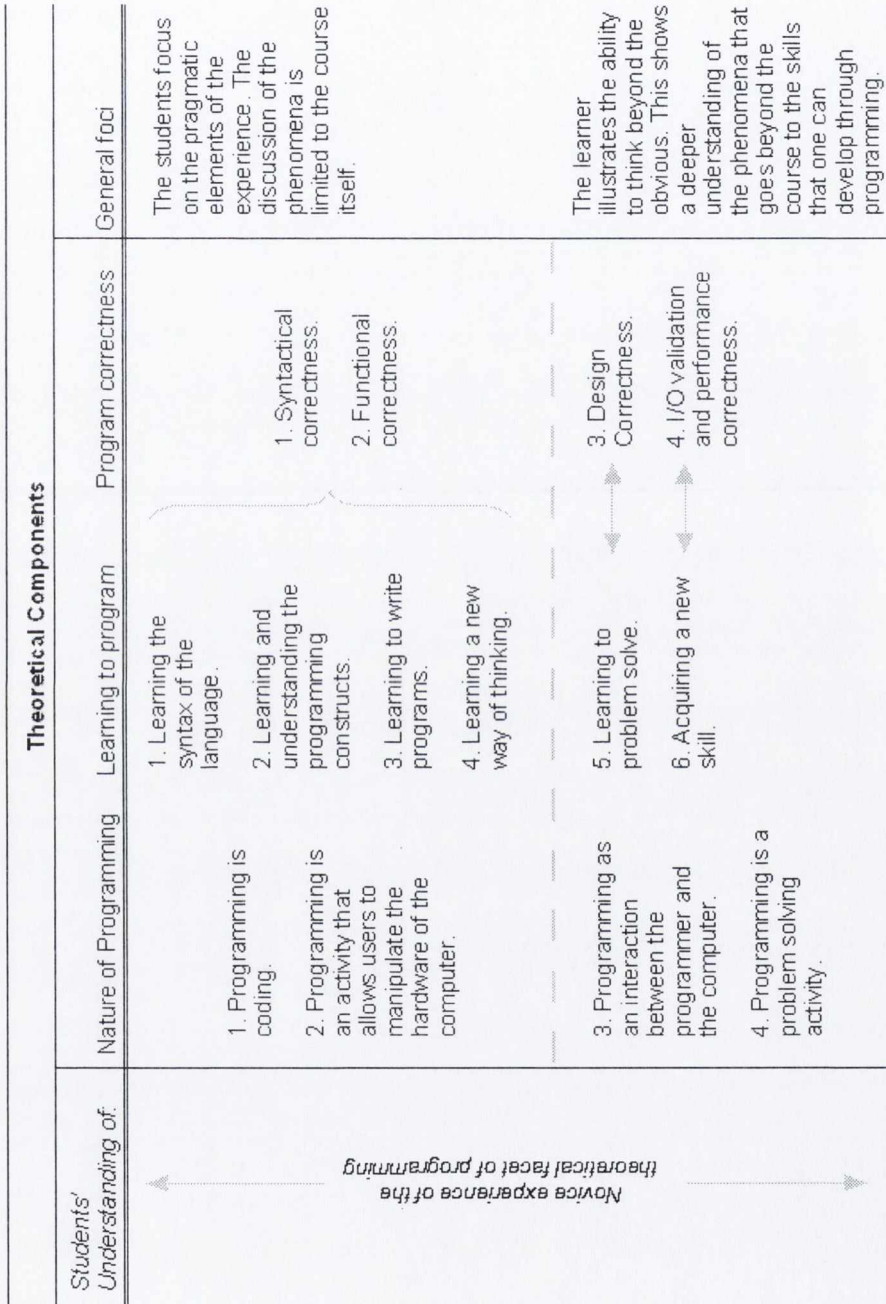 Theoretical Components
Students'
Understanding of:
Nature of Programming
Learning to program
Program correctness
General foci
Novice experience of the
theoretical facet of programming
1. Programming is
coding.
2. Programming is
an activity that
allows users to
manipulate the
hardware of the
computer.
1. Learning the
syntax of the
language.
2. Learning and
understanding the
programming
constructs.
3. Learning to write
programs.
4. Learning a new
way of thinking.
1. Syntactical
correctness.
2. Functional
correctness.
The students focus
on the pragmatic
elements of the
experience. The
discussion of the
phenomena is
limited to the course
itself.
3. Programming as
an interaction
between the
programmer and
the computer.
4. Programming is a
problem solving
activity.
5. Learning to
problem solve.
6. Acquiring a new
skill.
3. Design
Correctness.
4. I/O validation
and performance
correctness.
The learner
illustrates the ability
to think beyond the
obvious. This shows
a deeper
understanding of
the phenomena that
goes beyond the
course to the skills
that one can
develop through
programming.